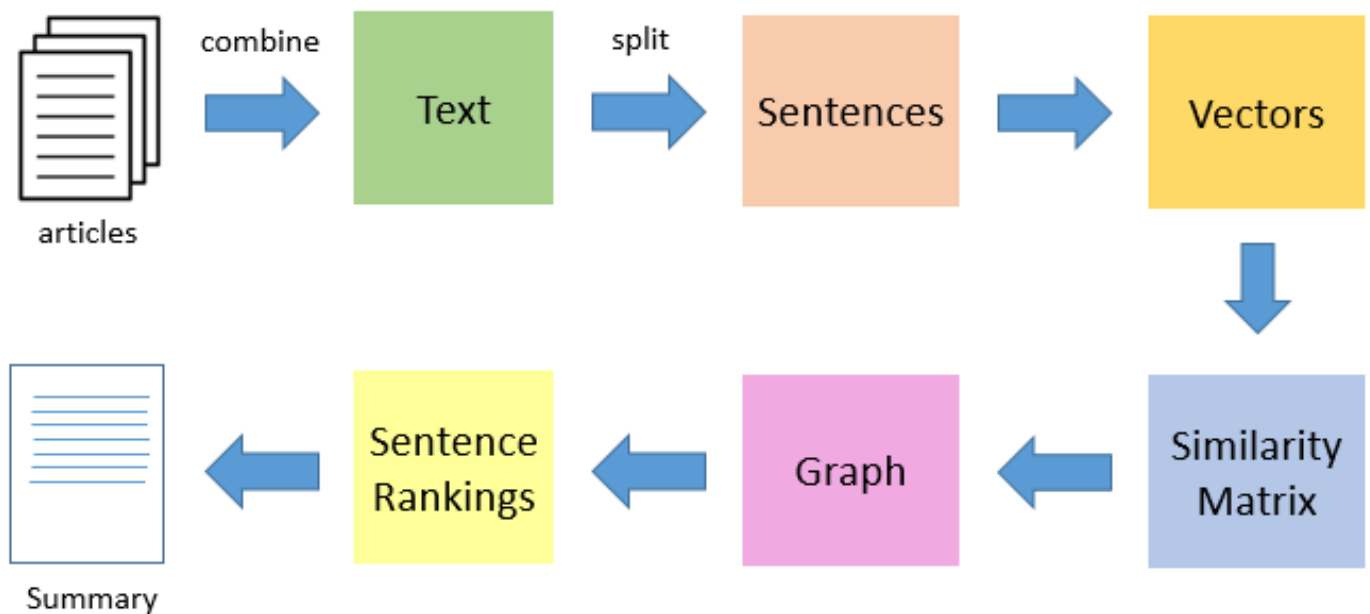 combine
split
Text
Sentences
Vectors
articles
Similarity
Matrix
Graph
Sentence
Rankings
Summary